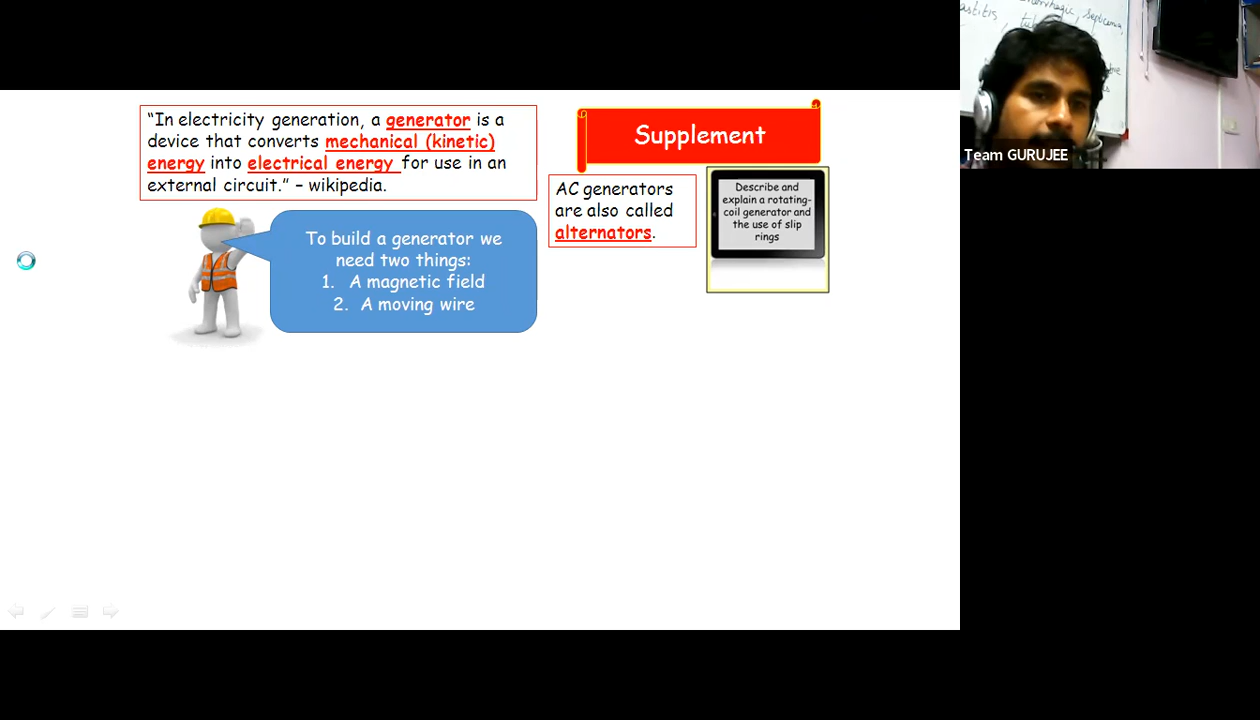 “In electricity generation, a generator is a
device that converts mechanical (kinetic)
energy into electrical energy for use in an
external circuit.” – wikipedia.
To build a generator we
need two things:
1. A magnetic field
2. A moving wire
Supplement
AC generators
are also called
alternators.
Describe and
explain a rotating-
coil generator and
the use of slip
rings
septicemia,
Team GURUJEE